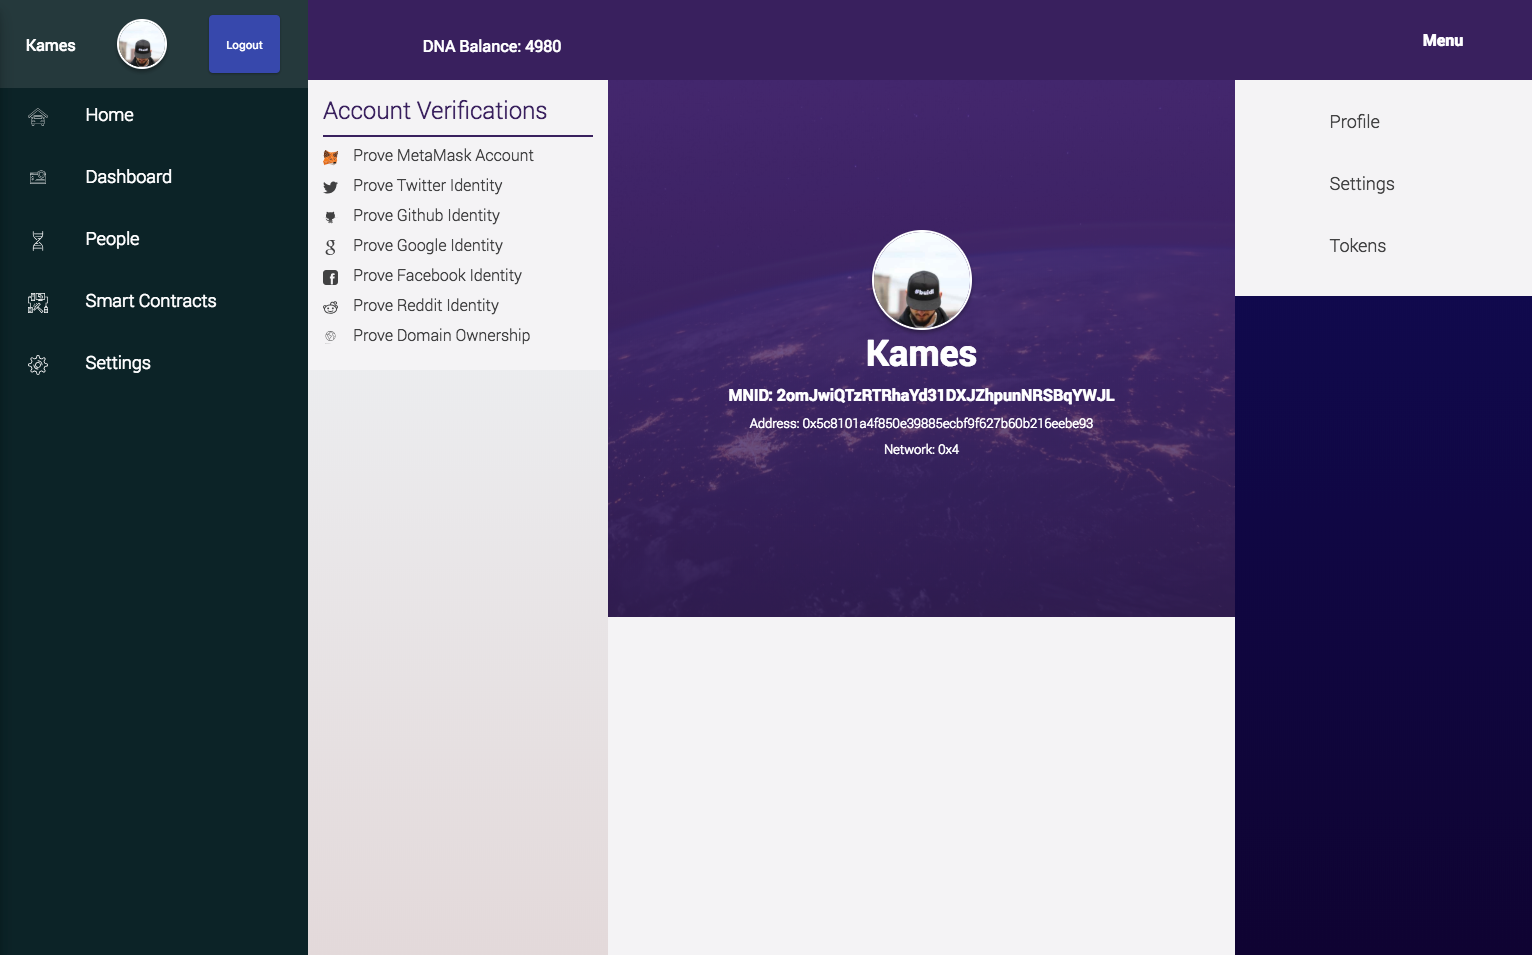 Kames
Logout
DNA Balance: 4980
Menu
Home
Dashboard
People
Smart Contracts
Settings
Account Verifications
Prove MetaMask Account
Prove Twitter Identity
Prove Github Identity
Prove Google Identity
Prove Facebook Identity
Prove Reddit Identity
Prove Domain Ownership
#buidl
Kames
MNID: 2omJwiQTzRTRhaYd31DXJZhpunNRSBqYWJL
Address: 0x5c8101a4f850e39885ecbf9f627b60b216eebe93
Network: 0x4
Profile
Settings
Tokens